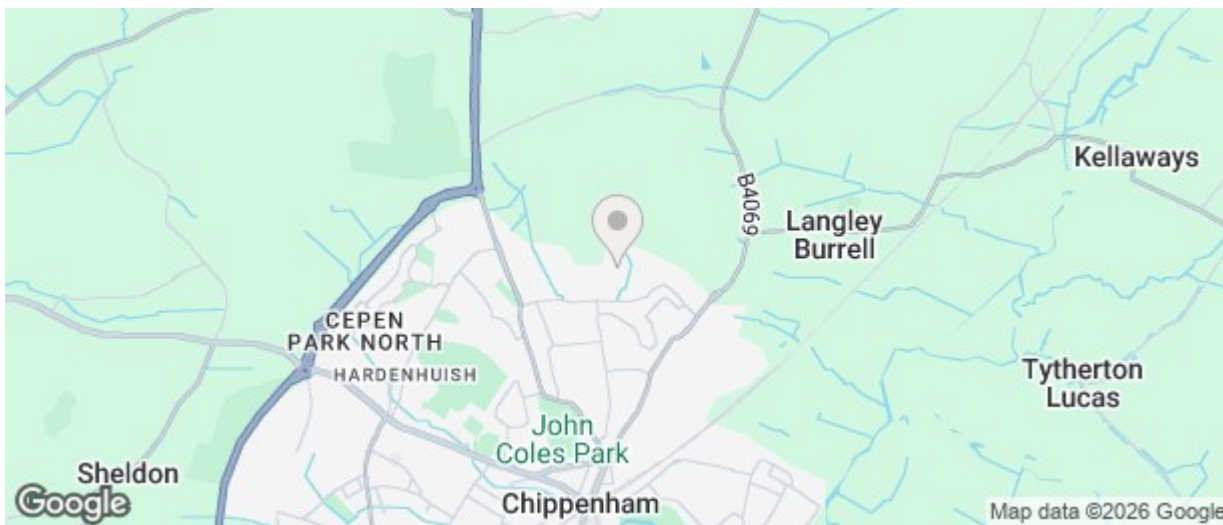 Kellaways
B4069
Langley
Burrell
CEPEN
PARK NORTH
HARDENHUISH
Tytherton
Lucas
John
Coles Park
Sheldon
Chippenham
Google
Map data ©2026 Google